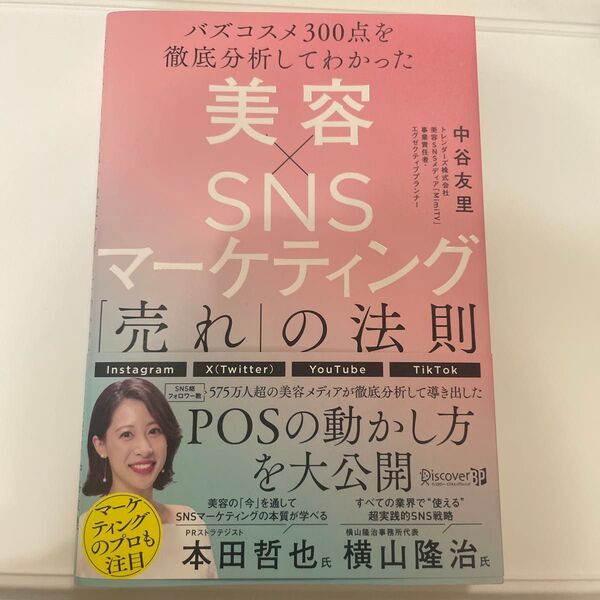 バズコスメ300点を
徹底分析してわかった
美容
×
SNS
マーケティング
「売れ」の法則
中谷友里
トレンダーズ株式会社
美容SNSメディア「MimiTV」
事業責任者・
エグゼクティブプランナー
Instagram
X(Twitter)
YouTube
TikTok
SNS総
フォロワー数
575万人超の美容メディアが徹底分析して導き出した
POSの動かし方
を大公開
Discover
BP
マーケ
ティング
のプロも
注目
美容の「今」を通して
SNSマーケティングの本質が学べる
PRストラテジスト
本田哲也氏
すべての業界で“使える”
超実践的SNS戦略
横山隆治事務所代表
横山隆治氏